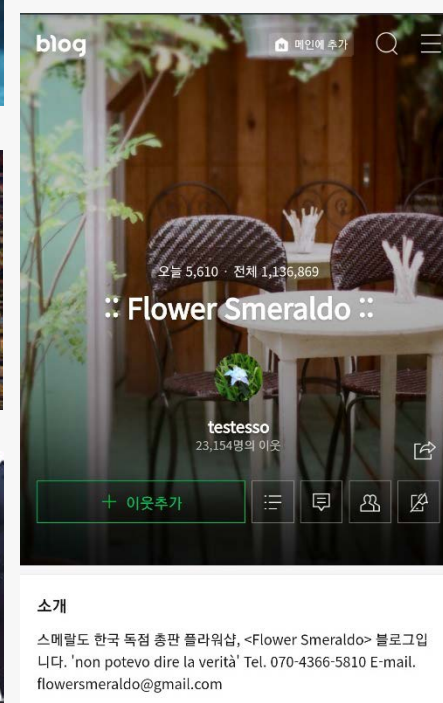 blog
메인에 추가
오늘 5,610 · 전체 1,136,869
:: Flower Smeraldo ::
testesso
23,154명의 이웃
+ 이웃추가
소개
스메랄도 한국 독점 총판 플라워샵, <Flower Smeraldo> 블로그입
니다. 'non potevo dire la verità' Tel. 070-4366-5810 E-mail.
flowersmeraldo@gmail.com